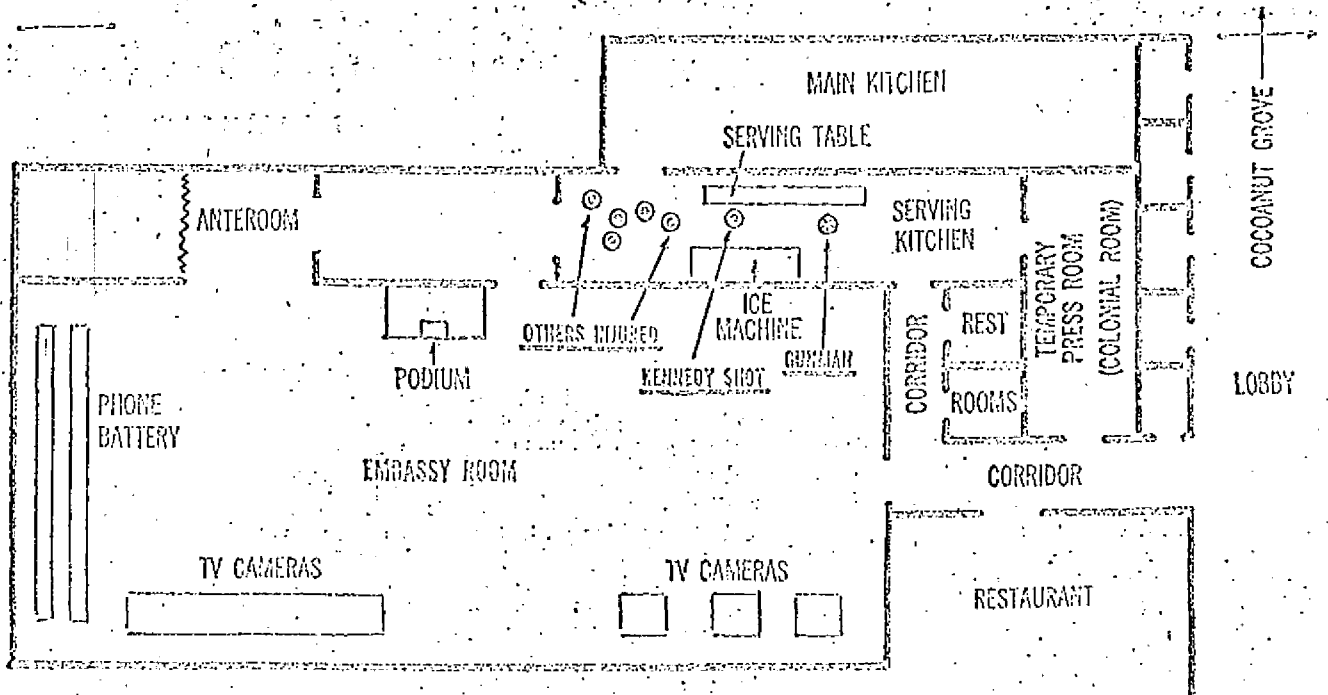 MAIN KITCHEN
COCOANUT GROVE
SERVING TABLE
ANTEROOM
SERVING
KITCHEN
TEMPORARY
PRESS ROOM
(COLONIAL ROOM)
ICE
MACHINE
OTHERS INJURED
KENNEDY SHOT
GUNMAN
CORRIDOR
REST
ROOMS
PODIUM
LOBBY
PHONE
BATTERY
EMBASSY ROOM
CORRIDOR
TV CAMERAS
TV CAMERAS
RESTAURANT